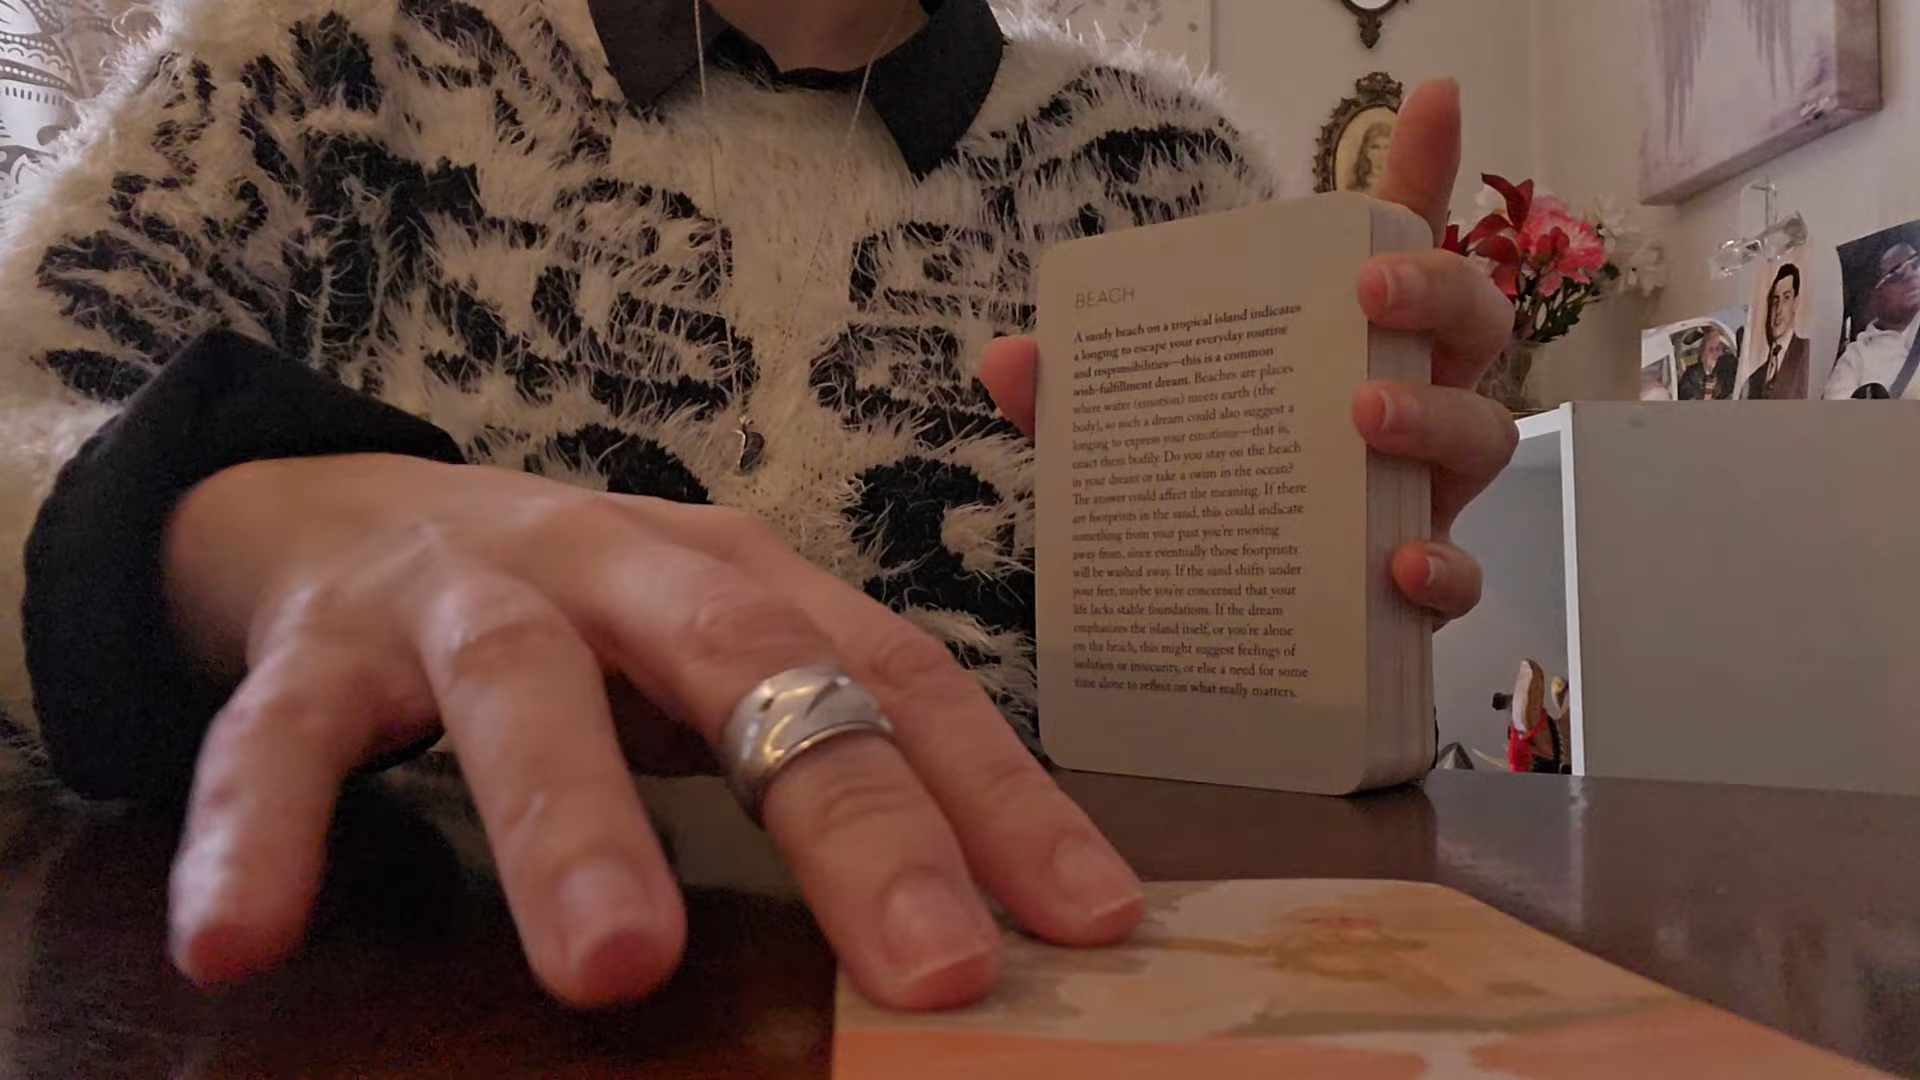 BEACH
A sandy beach on a tropical island indicates
a longing to escape your everyday routine
and responsibilities—this is a common
wish-fulfillment dream. Beaches are places
where water (emotion) meets earth (the
body), so such a dream could also suggest a
longing to express your emotions—that is,
enact them bodily. Do you stay on the beach
in your dream or take a swim in the ocean?
The answer could affect the meaning. If there
are footprints in the sand, this could indicate
something from your past you're moving
away from, since eventually those footprints
will be washed away. If the sand shifts under
your feet, maybe you're concerned that your
life lacks stable foundations. If the dream
emphasises the island itself, or you're alone
on the beach, this might suggest feelings of
isolation or insecurity, or else a need for some
time alone to reflect on what really matters.